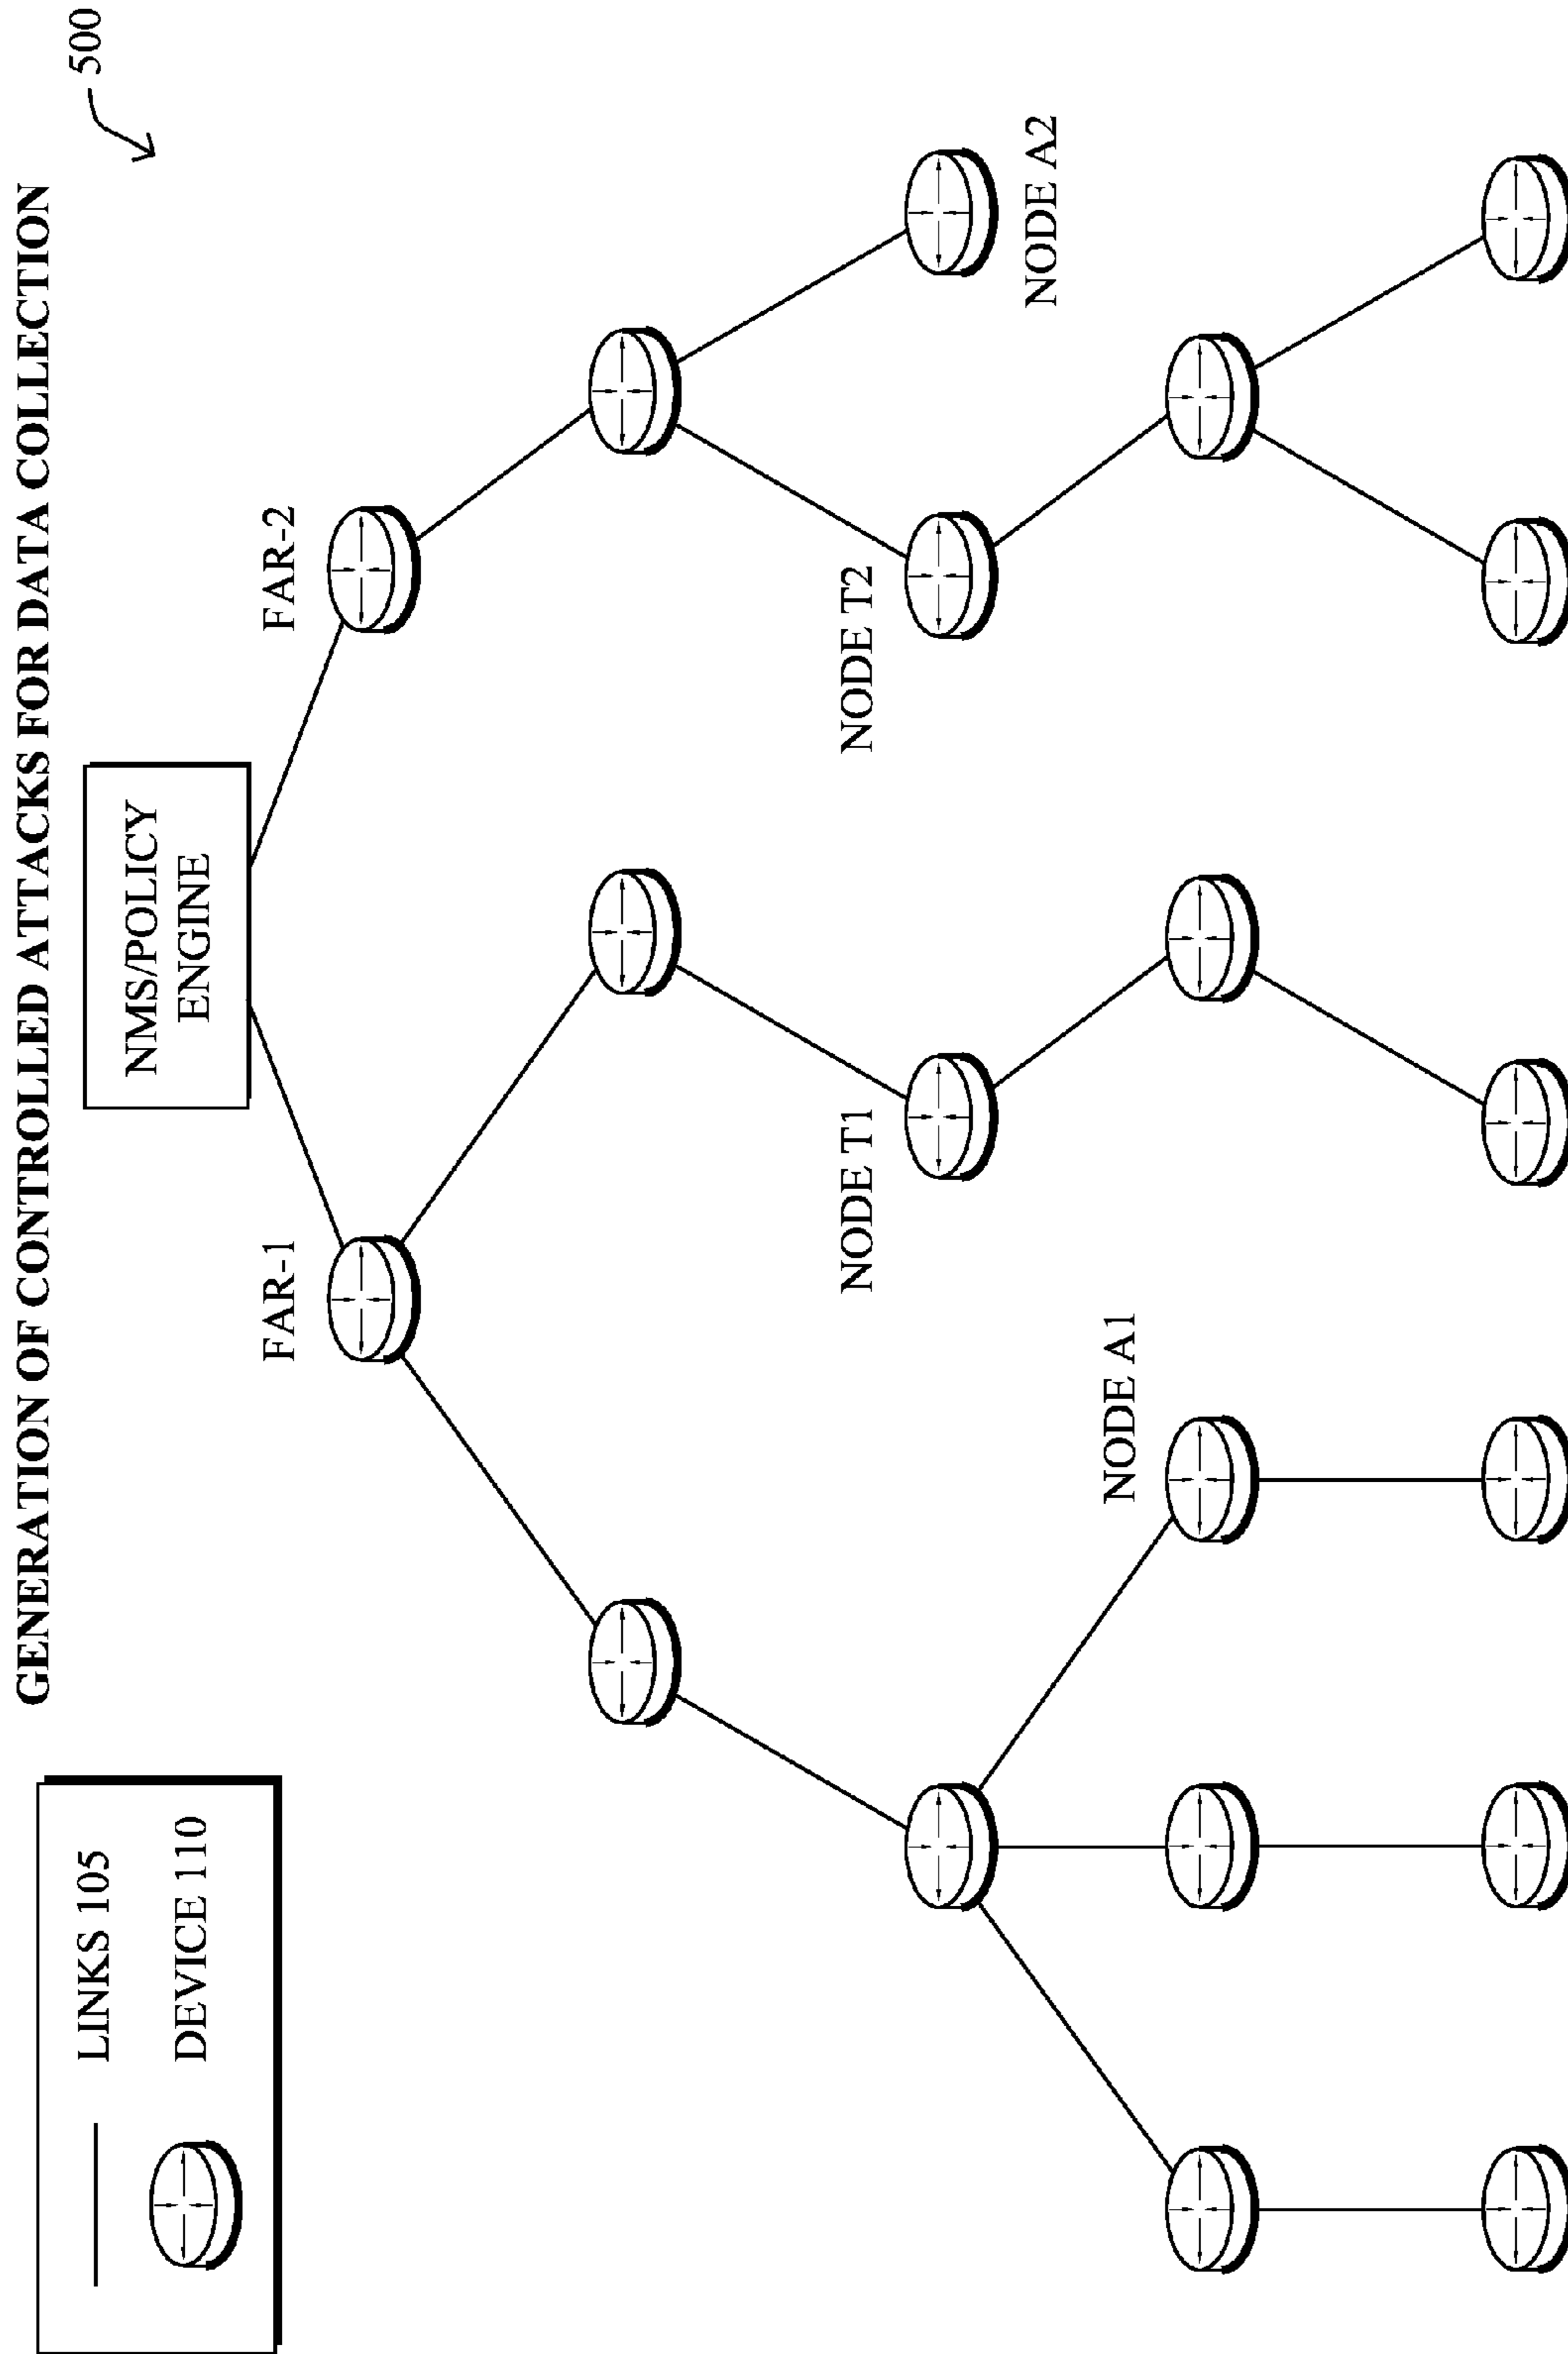 GENERATION OF CONTROLLED ATTACKS FOR DATA COLLECTION
500
LINKS 105
DEVICE 110
NMS/POLICY
ENGINE
FAR-1
FAR-2
NODE T1
NODE T2
NODE A2
NODE A1